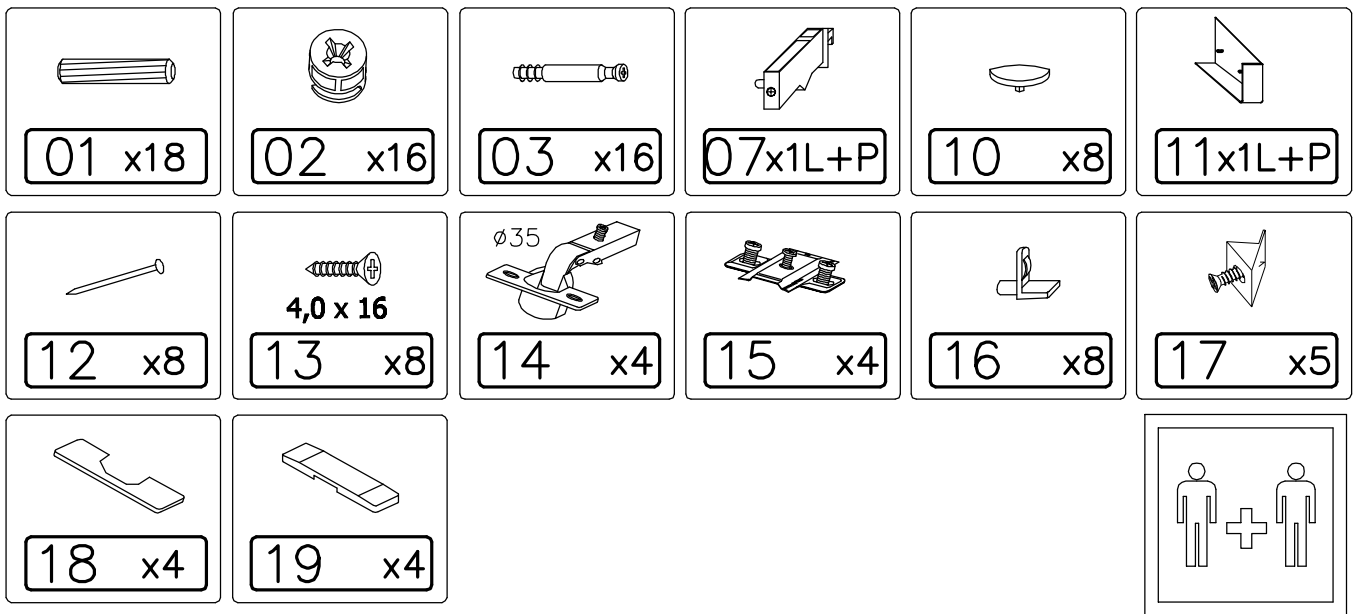 01 x18
02 x16
03 x16
07x1L+P
10 x8
11x1L+P
12 x8
4,0 x 16
13 x8
ø35
14 x4
15 x4
16 x8
17 x5
18 x4
19 x4